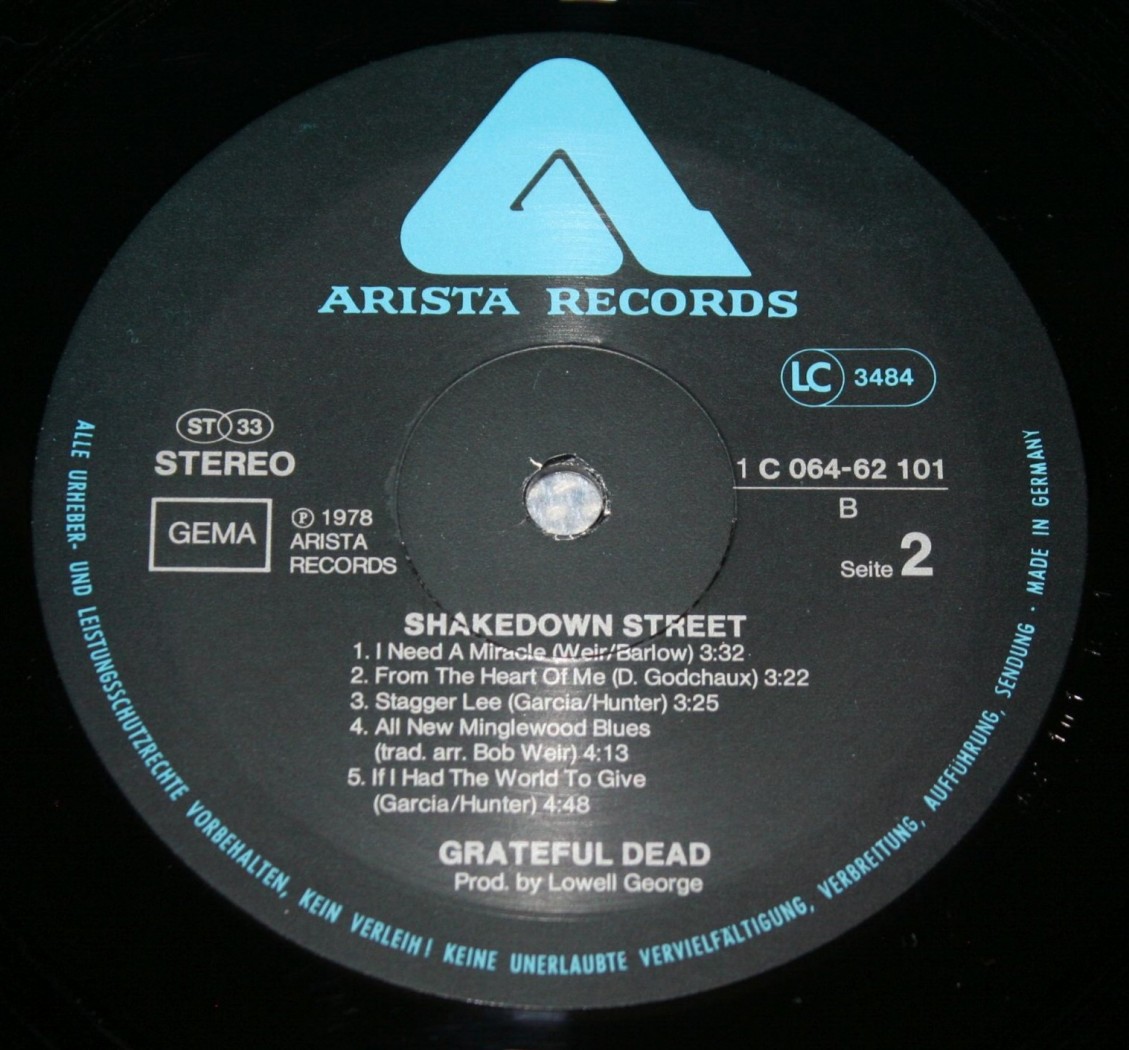 ARISTA RECORDS
LC 3484
ST 33
STEREO
GEMA
℗ 1978
ARISTA
RECORDS
1 C 064-62 101
B
Seite 2
SHAKEDOWN STREET
1. I Need A Miracle (Weir/Barlow) 3:32
2. From The Heart Of Me (D. Godchaux) 3:22
3. Stagger Lee (Garcia/Hunter) 3:25
4. All New Minglewood Blues
(trad. arr. Bob Weir) 4:13
5. If I Had The World To Give
(Garcia/Hunter) 4:48
GRATEFUL DEAD
Prod. by Lowell George
ALLE URHEBER- UND LEISTUNGSSCHUTZRECHTE VORBEHALTEN, KEIN VERLEIH! KEINE UNERLAUBTE VERVIELFÄLTIGUNG, VERBREITUNG, AUFFÜHRUNG, SENDUNG · MADE IN GERMANY